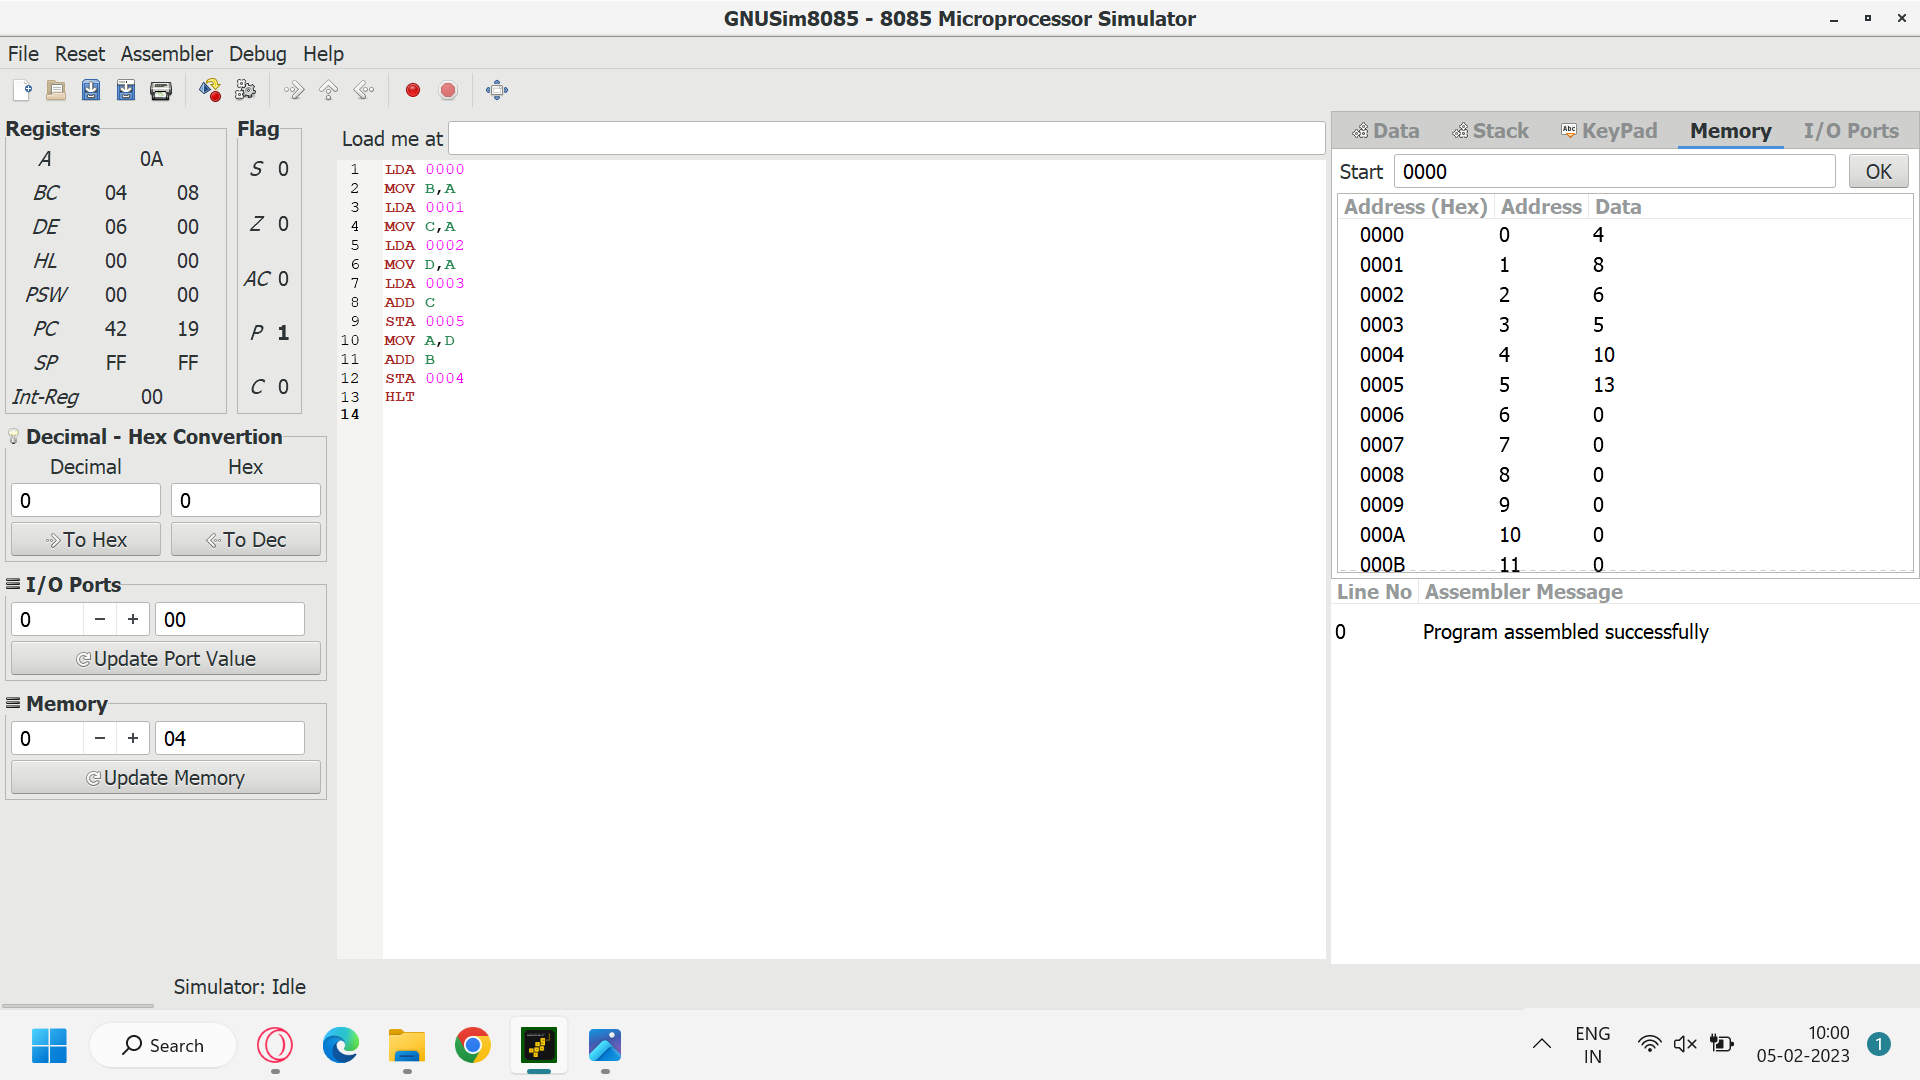 GNUSim8085 - 8085 Microprocessor Simulator
File Reset Assembler Debug Help
Registers
A 0A
BC 04 08
DE 06 00
HL 00 00
PSW 00 00
PC 42 19
SP FF FF
Int-Reg 00
Flag
S 0
Z 0
AC 0
P 1
C 0
Decimal - Hex Convertion
Decimal Hex
0 0
To Hex To Dec
I/O Ports
0 − + 00
Update Port Value
Memory
0 − + 04
Update Memory
Load me at
1 LDA 0000
2 MOV B,A
3 LDA 0001
4 MOV C,A
5 LDA 0002
6 MOV D,A
7 LDA 0003
8 ADD C
9 STA 0005
10 MOV A,D
11 ADD B
12 STA 0004
13 HLT
14
Data Stack Abc KeyPad Memory I/O Ports
Start 0000 OK
Address (Hex) Address Data
0000 0 4
0001 1 8
0002 2 6
0003 3 5
0004 4 10
0005 5 13
0006 6 0
0007 7 0
0008 8 0
0009 9 0
000A 10 0
000B 11 0
Line No Assembler Message
0 Program assembled successfully
Simulator: Idle
Search
ENG
IN
10:00
05-02-2023
1